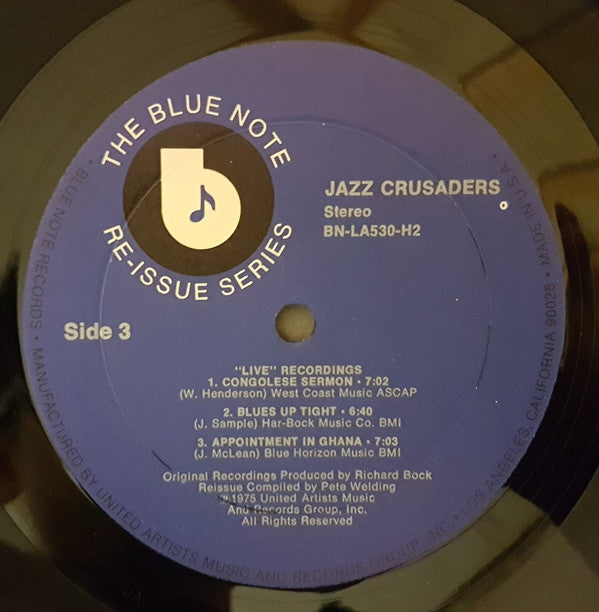 THE BLUE NOTE
RE-ISSUE SERIES
b
JAZZ CRUSADERS
Stereo
BN-LA530-H2
Side 3
"LIVE" RECORDINGS
1. CONGOLESE SERMON • 7:02
(W. Henderson) West Coast Music ASCAP
2. BLUES UP TIGHT • 6:40
(J. Sample) Har-Bock Music Co. BMI
3. APPOINTMENT IN GHANA • 7:03
(J. McLean) Blue Horizon Music BMI
Original Recordings Produced by Richard Bock
Reissue Compiled by Pete Welding
℗ 1975 United Artists Music
And Records Group, Inc.
All Rights Reserved
• BLUE NOTE RECORDS • MANUFACTURED BY UNITED ARTISTS MUSIC AND RECORDS GROUP, INC. • LOS ANGELES, CALIFORNIA 90028 • MADE IN U.S.A.